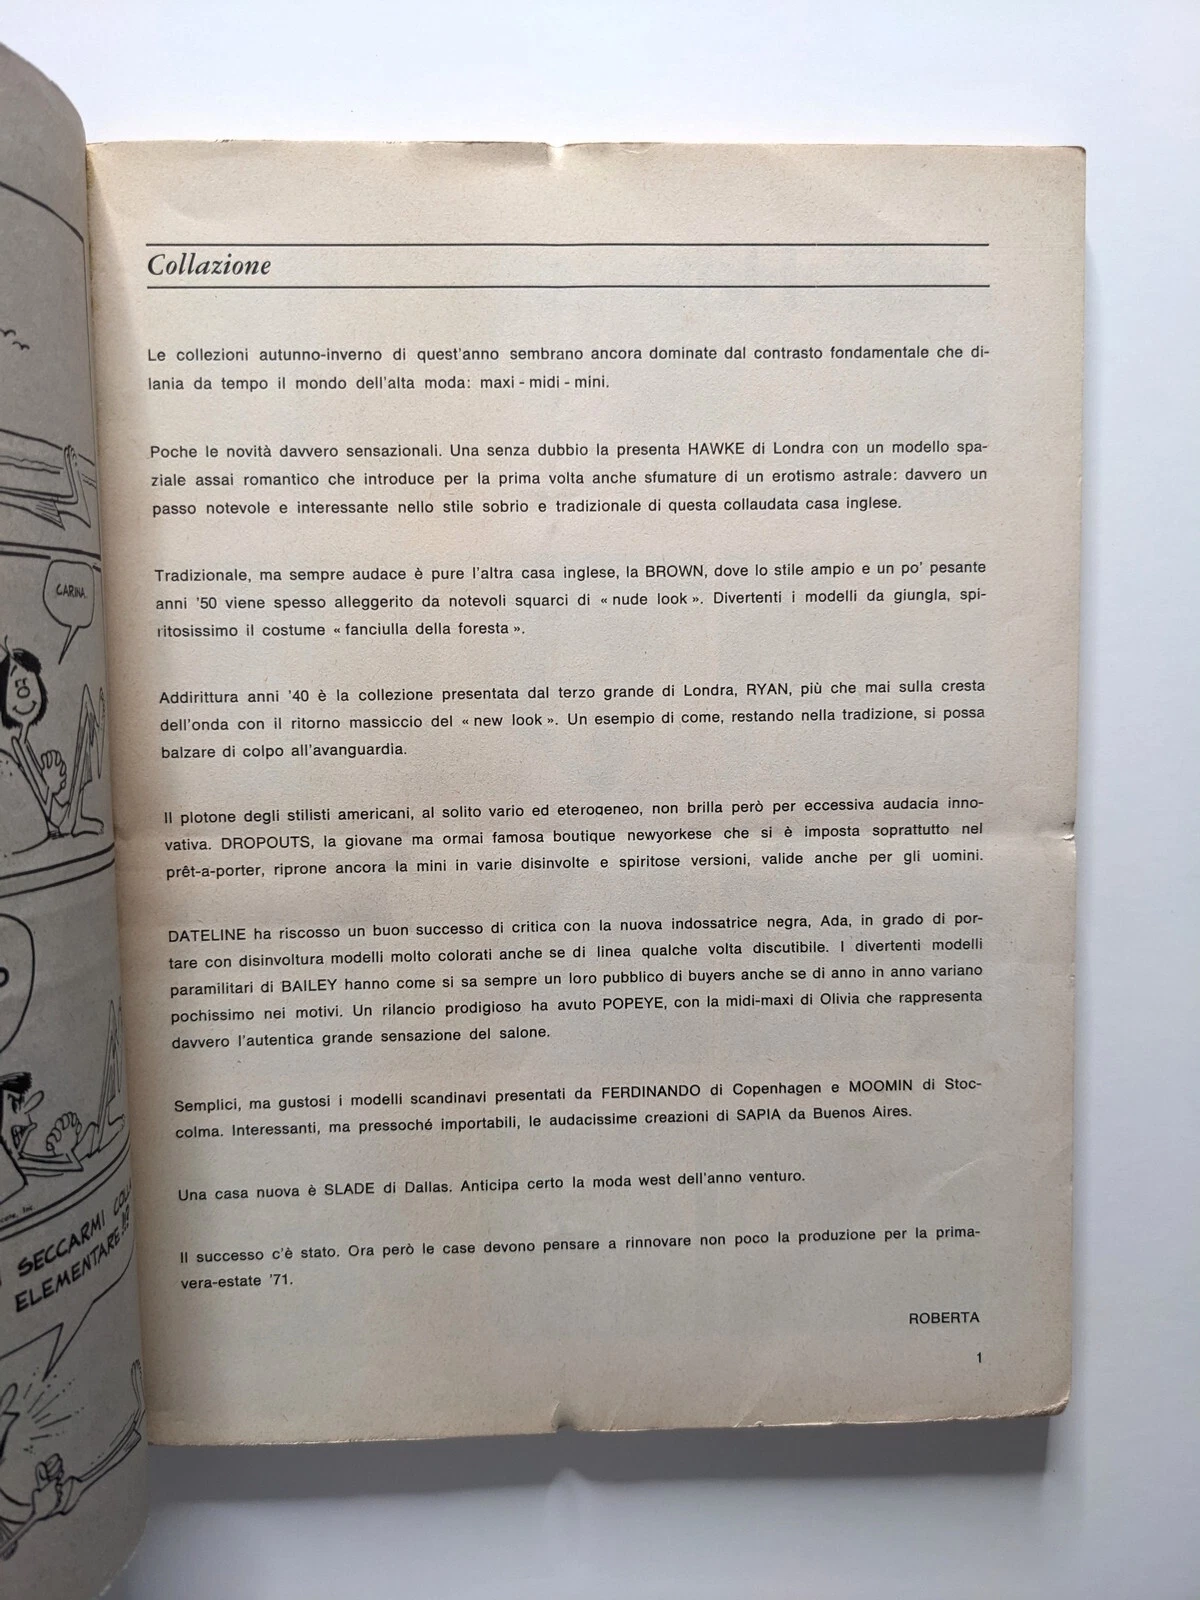 CARINA.
SECCARMI
ELEMENTARE!!?
Collazione
Le collezioni autunno-inverno di quest'anno sembrano ancora dominate dal contrasto fondamentale che di-
lania da tempo il mondo dell'alta moda: maxi - midi - mini.
Poche le novità davvero sensazionali. Una senza dubbio la presenta HAWKE di Londra con un modello spa-
ziale assai romantico che introduce per la prima volta anche sfumature di un erotismo astrale: davvero un
passo notevole e interessante nello stile sobrio e tradizionale di questa collaudata casa inglese.
Tradizionale, ma sempre audace è pure l'altra casa inglese, la BROWN, dove lo stile ampio e un po' pesante
anni '50 viene spesso alleggerito da notevoli squarci di « nude look ». Divertenti i modelli da giungla, spi-
ritosissimo il costume « fanciulla della foresta ».
Addirittura anni '40 è la collezione presentata dal terzo grande di Londra, RYAN, più che mai sulla cresta
dell'onda con il ritorno massiccio del « new look ». Un esempio di come, restando nella tradizione, si possa
balzare di colpo all'avanguardia.
Il plotone degli stilisti americani, al solito vario ed eterogeneo, non brilla però per eccessiva audacia inno-
vativa. DROPOUTS, la giovane ma ormai famosa boutique newyorkese che si è imposta soprattutto nel
prêt-a-porter, riprone ancora la mini in varie disinvolte e spiritose versioni, valide anche per gli uomini.
DATELINE ha riscosso un buon successo di critica con la nuova indossatrice negra, Ada, in grado di por-
tare con disinvoltura modelli molto colorati anche se di linea qualche volta discutibile. I divertenti modelli
paramilitari di BAILEY hanno come si sa sempre un loro pubblico di buyers anche se di anno in anno variano
pochissimo nei motivi. Un rilancio prodigioso ha avuto POPEYE, con la midi-maxi di Olivia che rappresenta
davvero l'autentica grande sensazione del salone.
Semplici, ma gustosi i modelli scandinavi presentati da FERDINANDO di Copenhagen e MOOMIN di Stoc-
colma. Interessanti, ma pressoché importabili, le audacissime creazioni di SAPIA da Buenos Aires.
Una casa nuova è SLADE di Dallas. Anticipa certo la moda west dell'anno venturo.
Il successo c'è stato. Ora però le case devono pensare a rinnovare non poco la produzione per la prima-
vera-estate '71.
ROBERTA
1